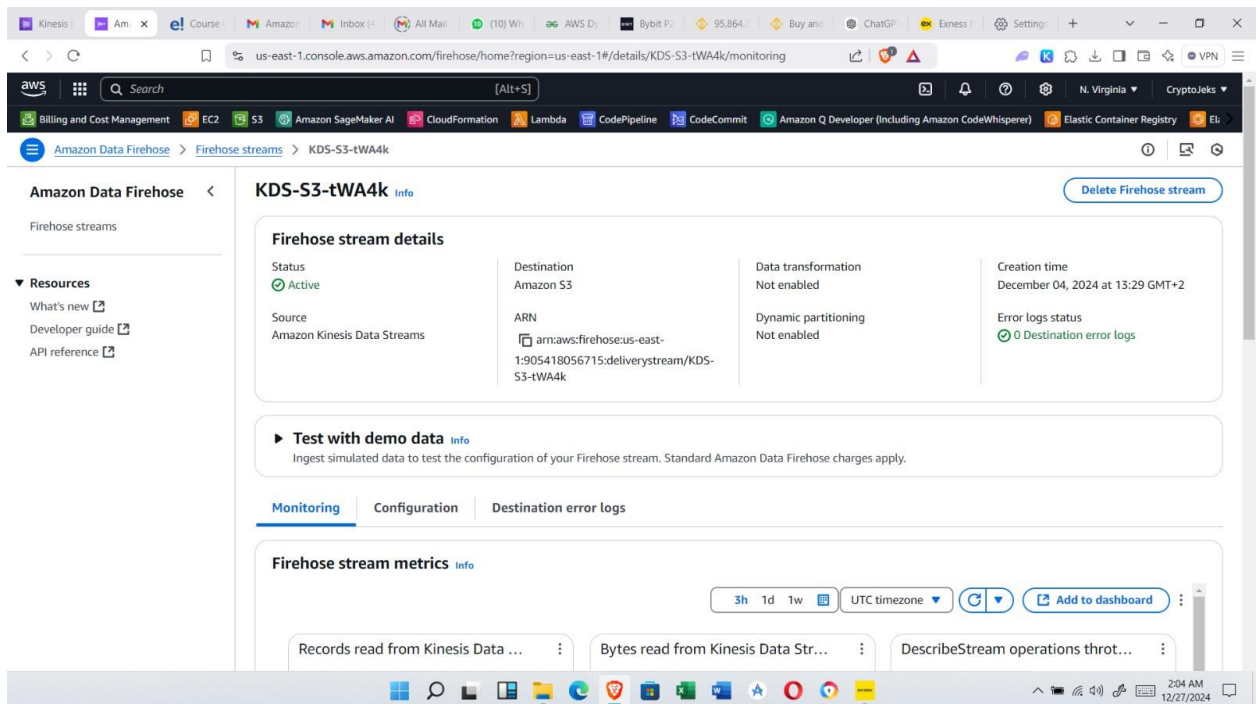 Kinesis
Am
e! Course
Amazon
Inbox (4
All Mail
(10) Wh
AWS Dy
Bybit P2
95,864.
Buy and
ChatGP
Exness
Settings
us-east-1.console.aws.amazon.com/firehose/home?region=us-east-1#/details/KDS-S3-tWA4k/monitoring
VPN
aws
Search
[Alt+S]
N. Virginia
CryptoJeks
Billing and Cost Management
EC2
S3
Amazon SageMaker AI
CloudFormation
Lambda
CodePipeline
CodeCommit
Amazon Q Developer (Including Amazon CodeWhisperer)
Elastic Container Registry
Amazon Data Firehose > Firehose streams > KDS-S3-tWA4k
Amazon Data Firehose
Firehose streams
Resources
What's new
Developer guide
API reference
KDS-S3-tWA4k Info
Delete Firehose stream
Firehose stream details
Status
Active
Source
Amazon Kinesis Data Streams
Destination
Amazon S3
ARN
arn:aws:firehose:us-east-
1:905418056715:deliverystream/KDS-
S3-tWA4k
Data transformation
Not enabled
Dynamic partitioning
Not enabled
Creation time
December 04, 2024 at 13:29 GMT+2
Error logs status
0 Destination error logs
Test with demo data Info
Ingest simulated data to test the configuration of your Firehose stream. Standard Amazon Data Firehose charges apply.
Monitoring
Configuration
Destination error logs
Firehose stream metrics Info
3h 1d 1w
UTC timezone
Add to dashboard
Records read from Kinesis Data ...
Bytes read from Kinesis Data Str...
DescribeStream operations throt...
2:04 AM
12/27/2024